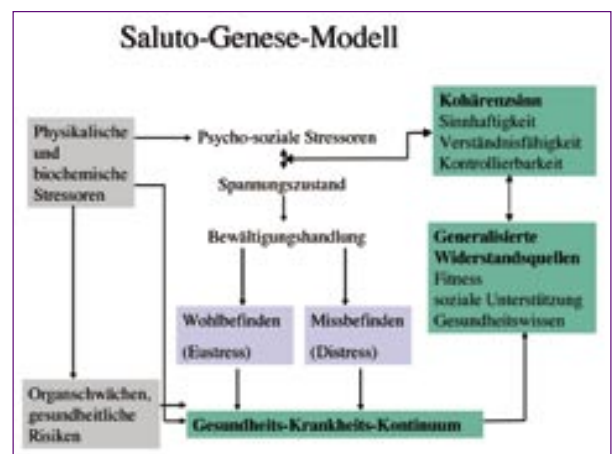 Saluto-Genese-Modell
Physikalische
und
biochemische
Stressoren
Psycho-soziale Stressoren
Spannungszustand
Bewältigungshandlung
Kohärenzsinn
Sinnhaftigkeit
Verständnisfähigkeit
Kontrollierbarkeit
Generalisierte
Widerstandsquellen
Fitness
soziale Unterstützung
Gesundheitswissen
Wohlbefinden
(Eustress)
Missbefinden
(Distress)
Organschwächen,
gesundheitliche
Risiken
Gesundheits-Krankheits-Kontinuum